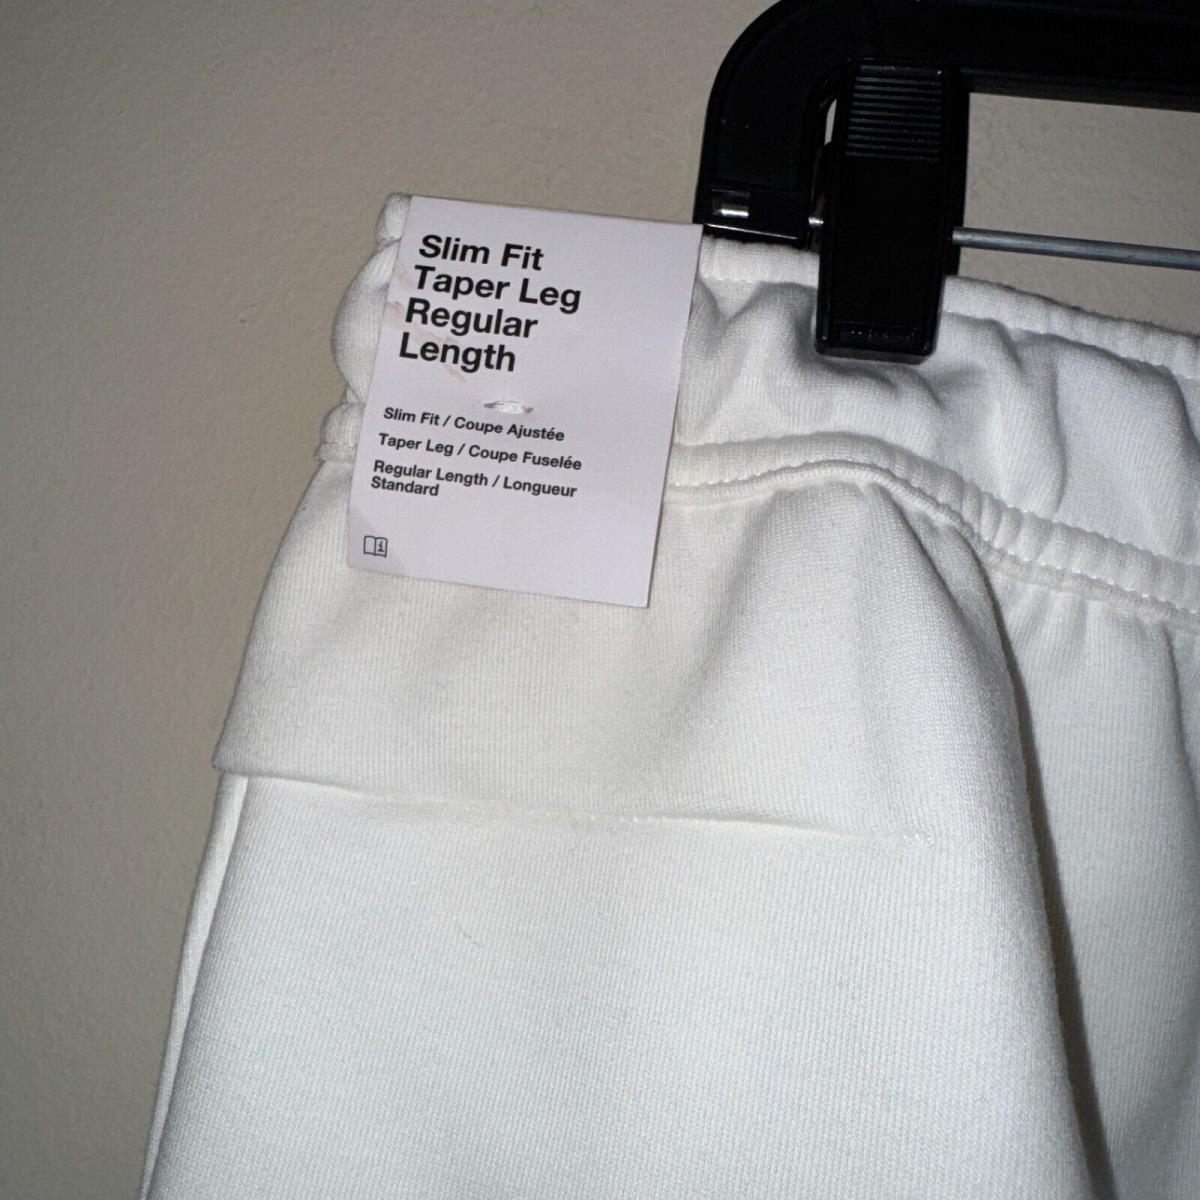 Slim Fit
Taper Leg
Regular
Length
Slim Fit / Coupe Ajustée
Taper Leg / Coupe Fuselée
Regular Length / Longueur
Standard